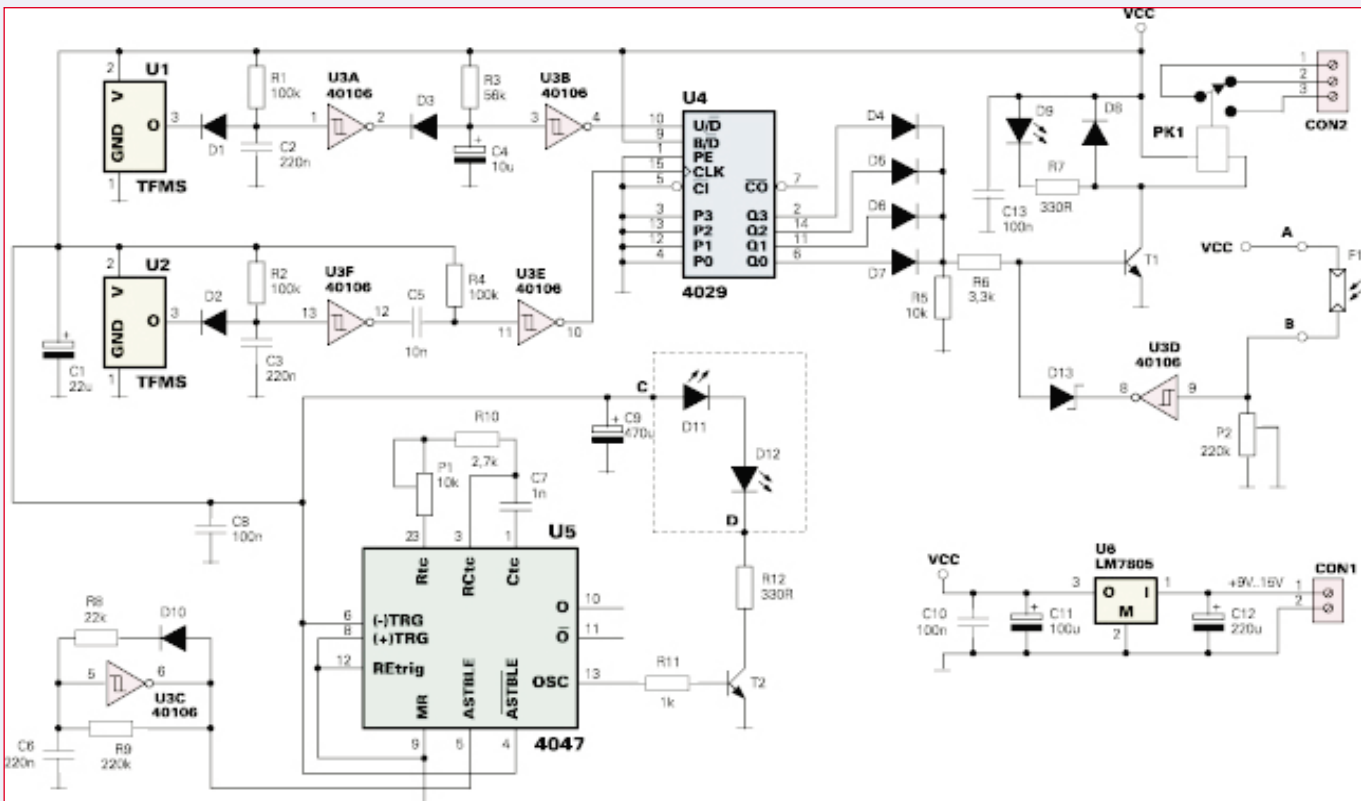 VCC
U1
2
V
GND
O
3
1
TFMS
D1
R1
100k
C2
220n
U3A
40106
1
2
D3
R3
56k
C4
10u
U3B
40106
3
4
U4
10
9
1
15
5
3
13
12
4
U/D
B/D
PE
CLK
CI
P3
P2
P1
P0
CO
Q3
Q2
Q1
Q0
7
2
14
11
6
4029
D4
D5
D6
D7
R5
10k
R6
3,3k
C13
100n
D9
D8
R7
330R
PK1
1
2
3
CON2
T1
VCC
A
F1
B
U3D
40106
D13
8
9
P2
220k
U2
2
V
GND
O
3
1
TFMS
C1
22u
D2
R2
100k
C3
220n
U3F
40106
13
12
C5
10n
R4
100k
U3E
40106
11
10
C
D11
D12
D
C9
470u
R10
2,7k
P1
10k
C7
1n
C8
100n
U5
23
3
1
Rtc
RCtc
Ctc
6
8
12
(-)TRG
(+)TRG
REtrig
MR
ASTBLE
ASTBLE
O
O
OSC
10
11
13
9
5
4
4047
R11
1k
R12
330R
T2
R8
22k
D10
5
6
U3C
40106
R9
220k
C6
220n
VCC
U6
LM7805
3
O
I
M
1
2
+9V..15V
CON1
1
2
C10
100n
C11
100u
C12
220u